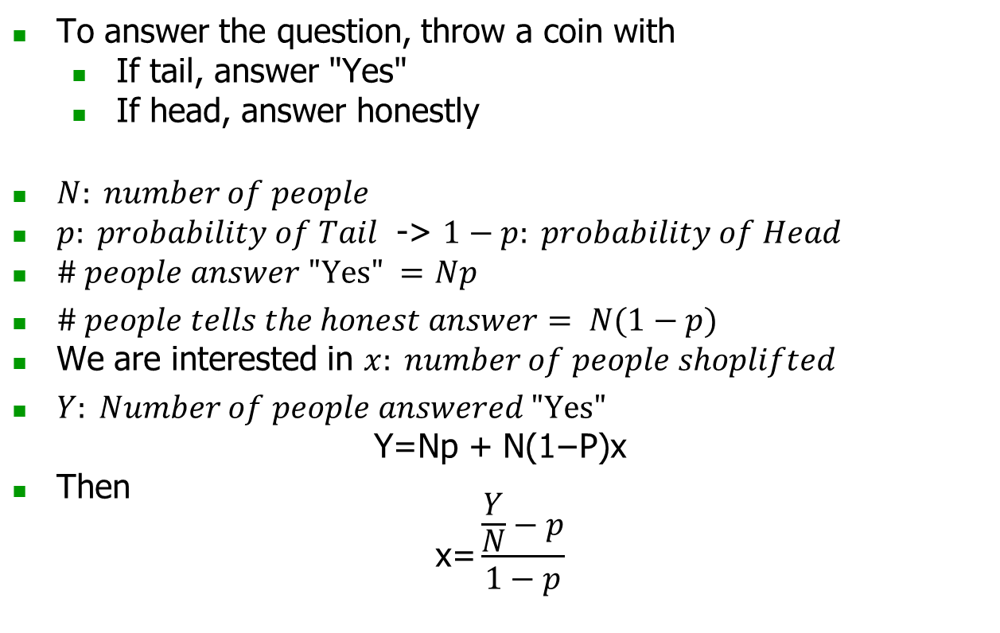 To answer the question, throw a coin with
If tail, answer "Yes"
If head, answer honestly
N: number of people
p: probability of Tail -> 1 − p: probability of Head
# people answer "Yes" = Np
# people tells the honest answer = N(1 − p)
We are interested in x: number of people shoplifted
Y: Number of people answered "Yes"
Y=Np + N(1−P)x
Then
x= (Y/N − p)/(1 − p)